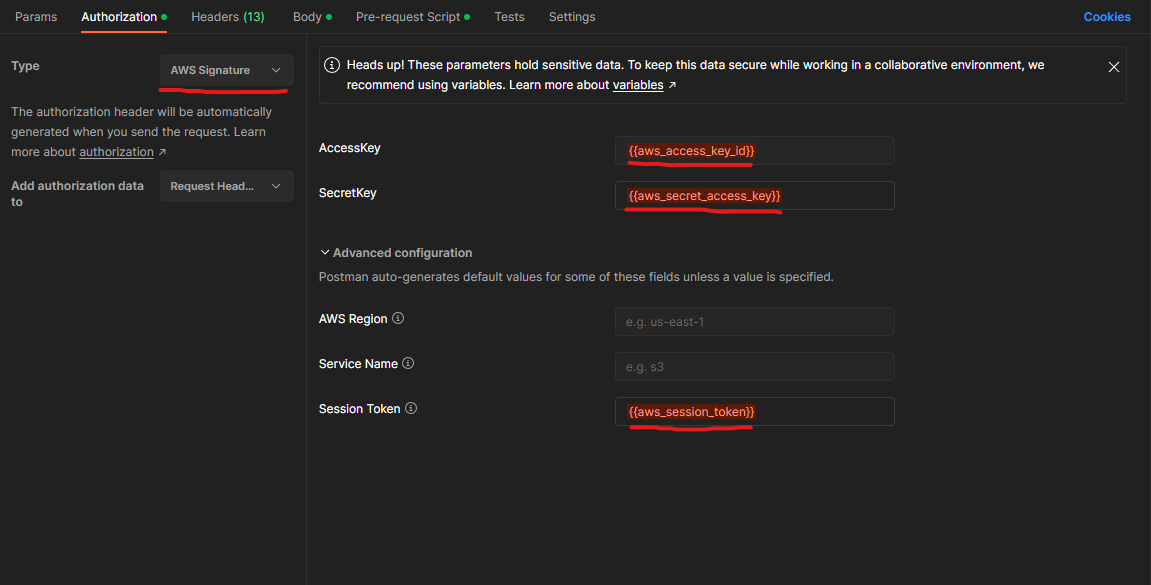 Params Authorization Headers (13) Body Pre-request Script Tests Settings Cookies
Type AWS Signature
The authorization header will be automatically
generated when you send the request. Learn
more about authorization ↗
Add authorization data
to
Request Head...
Heads up! These parameters hold sensitive data. To keep this data secure while working in a collaborative environment, we
recommend using variables. Learn more about variables ↗
AccessKey {{aws_access_key_id}}
SecretKey {{aws_secret_access_key}}
Advanced configuration
Postman auto-generates default values for some of these fields unless a value is specified.
AWS Region e.g. us-east-1
Service Name e.g. s3
Session Token {{aws_session_token}}